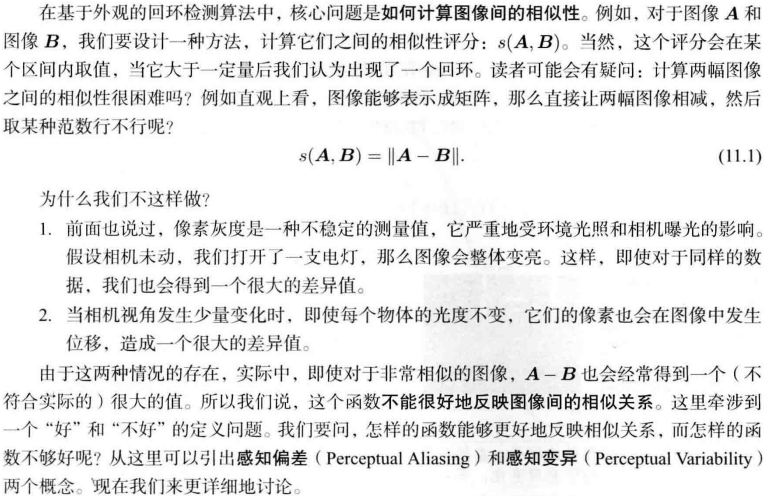 在基于外观的回环检测算法中，核心问题是如何计算图像间的相似性。例如，对于图像 A 和
图像 B，我们要设计一种方法，计算它们之间的相似性评分：s(A, B)。当然，这个评分会在某
个区间内取值，当它大于一定量后我们认为出现了一个回环。读者可能会有疑问：计算两幅图像
之间的相似性很困难吗？例如直观上看，图像能够表示成矩阵，那么直接让两幅图像相减，然后
取某种范数行不行呢？
s(A, B) = ‖A − B‖. (11.1)
为什么我们不这样做？
1. 前面也说过，像素灰度是一种不稳定的测量值，它严重地受环境光照和相机曝光的影响。
假设相机未动，我们打开了一支电灯，那么图像会整体变亮。这样，即使对于同样的数
据，我们也会得到一个很大的差异值。
2. 当相机视角发生少量变化时，即使每个物体的光度不变，它们的像素也会在图像中发生
位移，造成一个很大的差异值。
由于这两种情况的存在，实际中，即使对于非常相似的图像，A − B 也会经常得到一个（不
符合实际的）很大的值。所以我们说，这个函数不能很好地反映图像间的相似关系。这里牵涉到
一个“好”和“不好”的定义问题。我们要问，怎样的函数能够更好地反映相似关系，而怎样的函
数不够好呢？从这里可以引出感知偏差（Perceptual Aliasing）和感知变异（Perceptual Variability）
两个概念。现在我们来更详细地讨论。